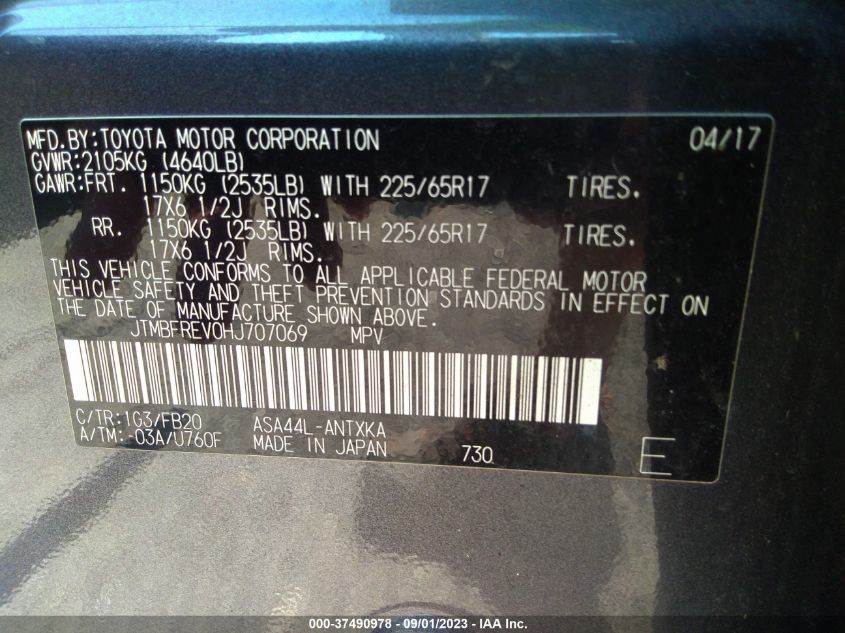 MFD.BY:TOYOTA MOTOR CORPORATION 04/17
GVWR:2105KG (4640LB)
GAWR:FRT. 1150KG (2535LB) WITH 225/65R17 TIRES.
17X6 1/2J RIMS.
RR. 1150KG (2535LB) WITH 225/65R17 TIRES.
17X6 1/2J RIMS.
THIS VEHICLE CONFORMS TO ALL APPLICABLE FEDERAL MOTOR
VEHICLE SAFETY AND THEFT PREVENTION STANDARDS IN EFFECT ON
THE DATE OF MANUFACTURE SHOWN ABOVE.
JTMBFREV0HJ707069 MPV
C/TR:1G3/FB20 ASA44L-ANTXKA
A/TM:-03A/U760F MADE IN JAPAN 730 E
000-37490978 - 09/01/2023 - IAA Inc.